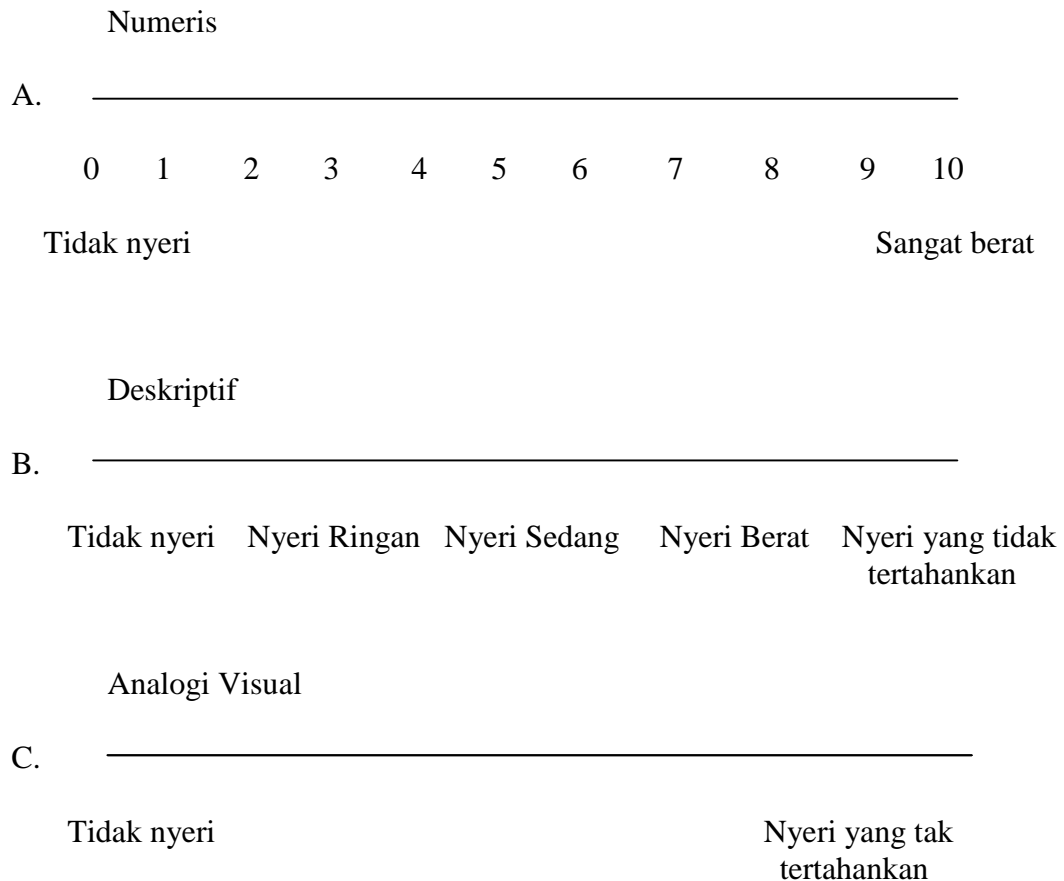 Numeris
A.
0 1 2 3 4 5 6 7 8 9 10
Tidak nyeri Sangat berat
Deskriptif
B.
Tidak nyeri Nyeri Ringan Nyeri Sedang Nyeri Berat Nyeri yang tidak
tertahankan
Analogi Visual
C.
Tidak nyeri Nyeri yang tak
tertahankan